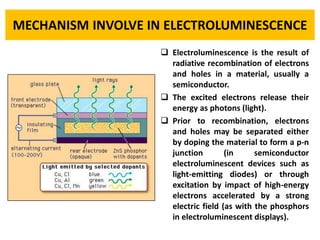 MECHANISM INVOLVE IN ELECTROLUMINESCENCE
❑ Electroluminescence is the result of
radiative recombination of electrons
and holes in a material, usually a
semiconductor.
❑ The excited electrons release their
energy as photons (light).
❑ Prior to recombination, electrons
and holes may be separated either
by doping the material to form a p-n
junction (in semiconductor
electroluminescent devices such as
light-emitting diodes) or through
excitation by impact of high-energy
electrons accelerated by a strong
electric field (as with the phosphors
in electroluminescent displays).
glass plate
light rays
front electrode
(transparent)
insulating
film
alternating current
(100-200V)
rear electrode
(opaque)
ZnS phosphor
with dopants
Light emitted by selected dopants
Cu, Cl blue
Cu, Al green
Cu, Cl, Mn yellow